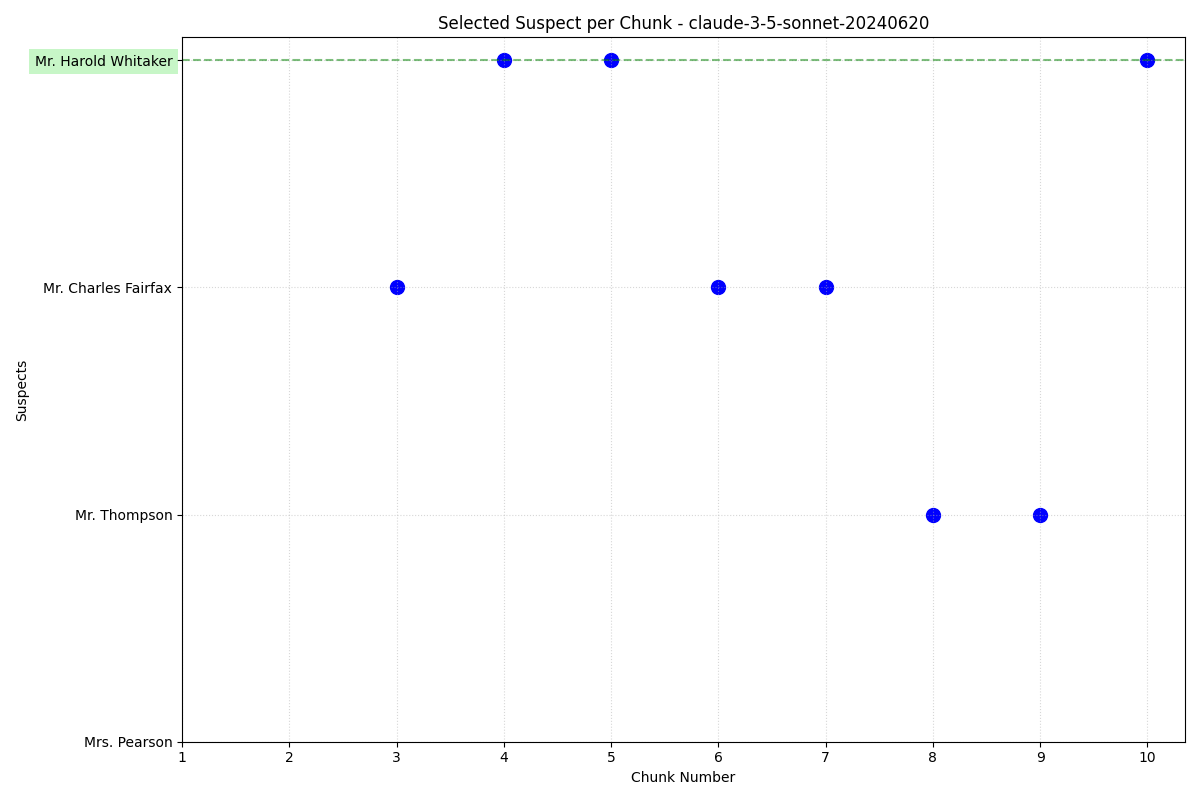 Selected Suspect per Chunk - claude-3-5-sonnet-20240620
Mr. Harold Whitaker
Mr. Charles Fairfax
Mr. Thompson
Mrs. Pearson
Suspects
1 2 3 4 5 6 7 8 9 10
Chunk Number